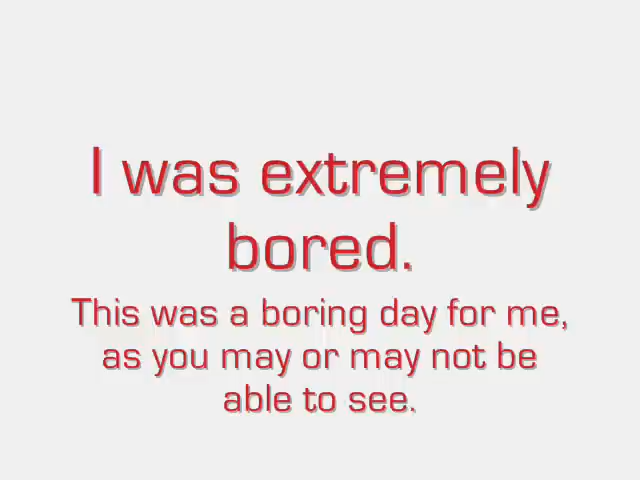 I was extremely
bored.
This was a boring day for me,
as you may or may not be
able to see.